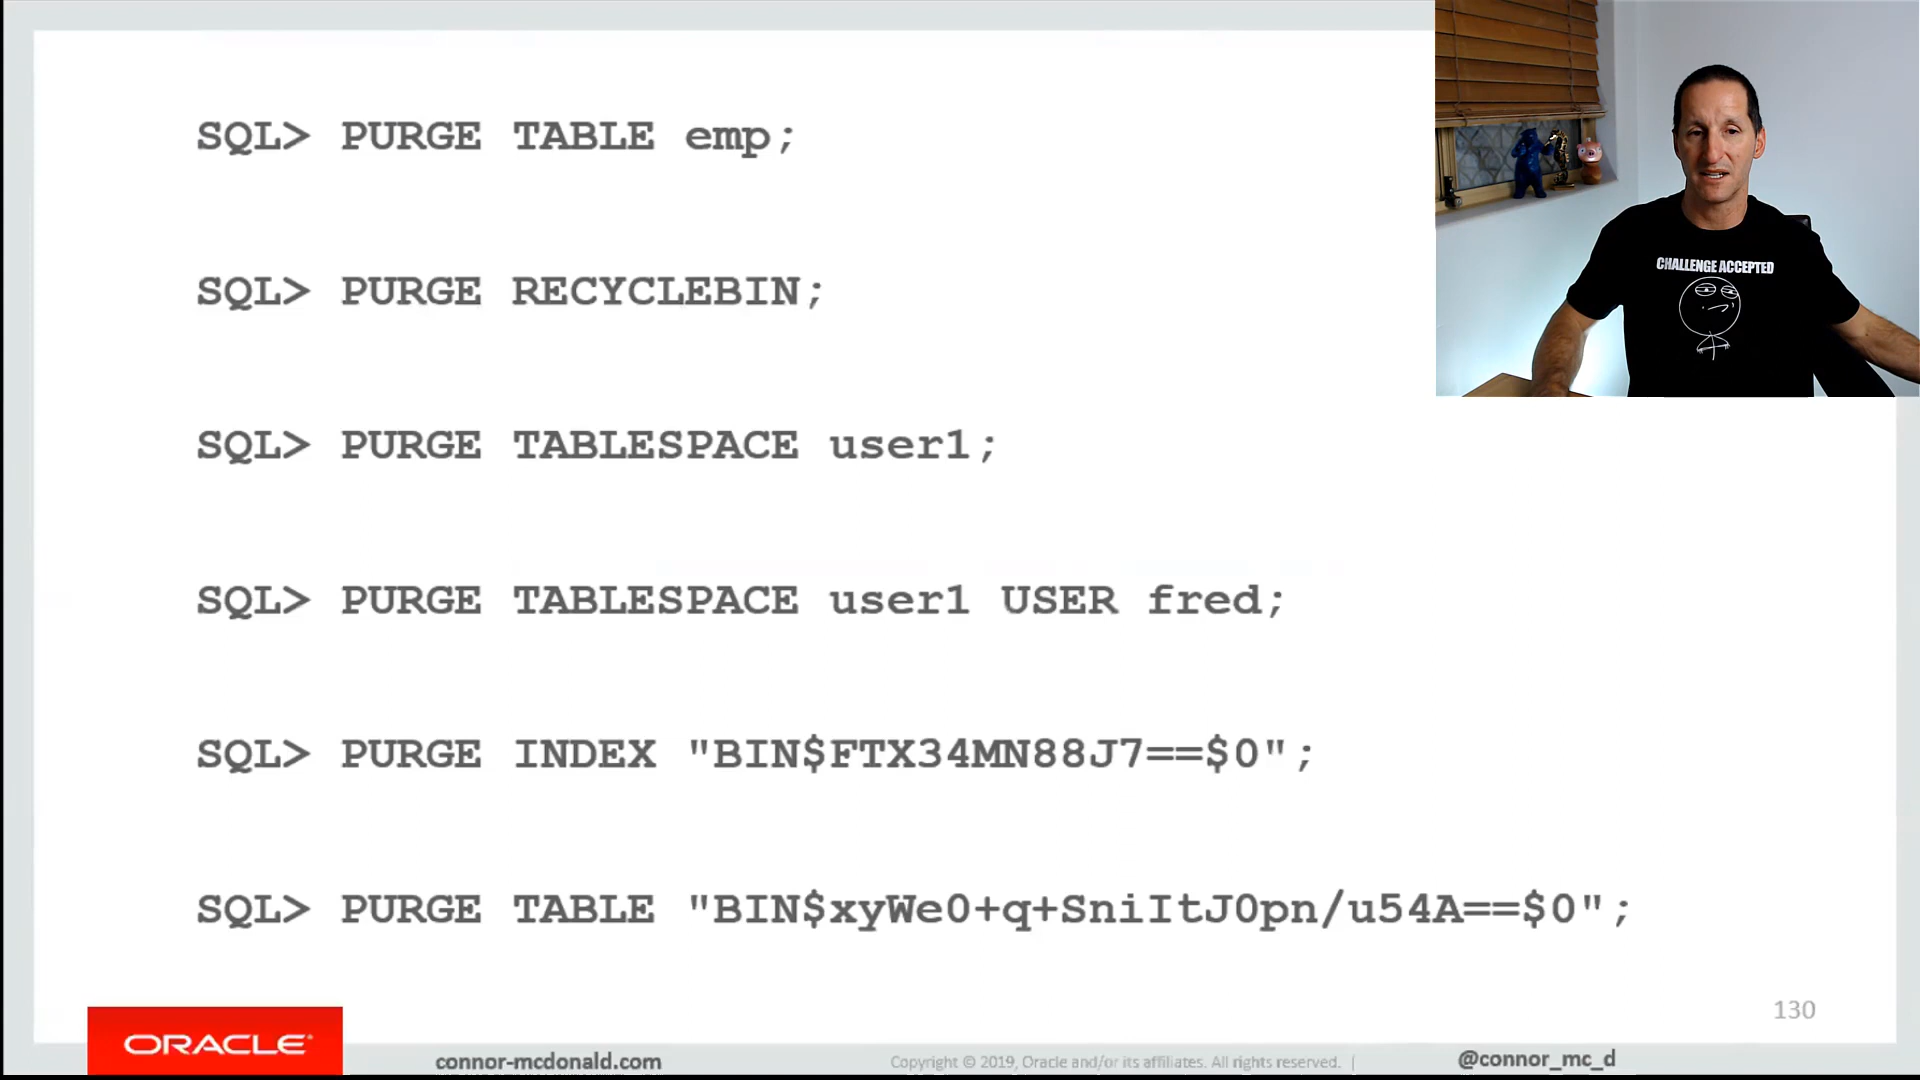 SQL> PURGE TABLE emp;
CHALLENGE ACCEPTED
SQL> PURGE RECYCLEBIN;
SQL> PURGE TABLESPACE user1;
SQL> PURGE TABLESPACE user1 USER fred;
SQL> PURGE INDEX "BIN$FTX34MN88J7==$0";
SQL> PURGE TABLE "BIN$xyWe0+q+SniItJ0pn/u54A==$0";
130
ORACLE®
connor-mcdonald.com
Copyright © 2019, Oracle and/or its affiliates. All rights reserved. |
@connor_mc_d